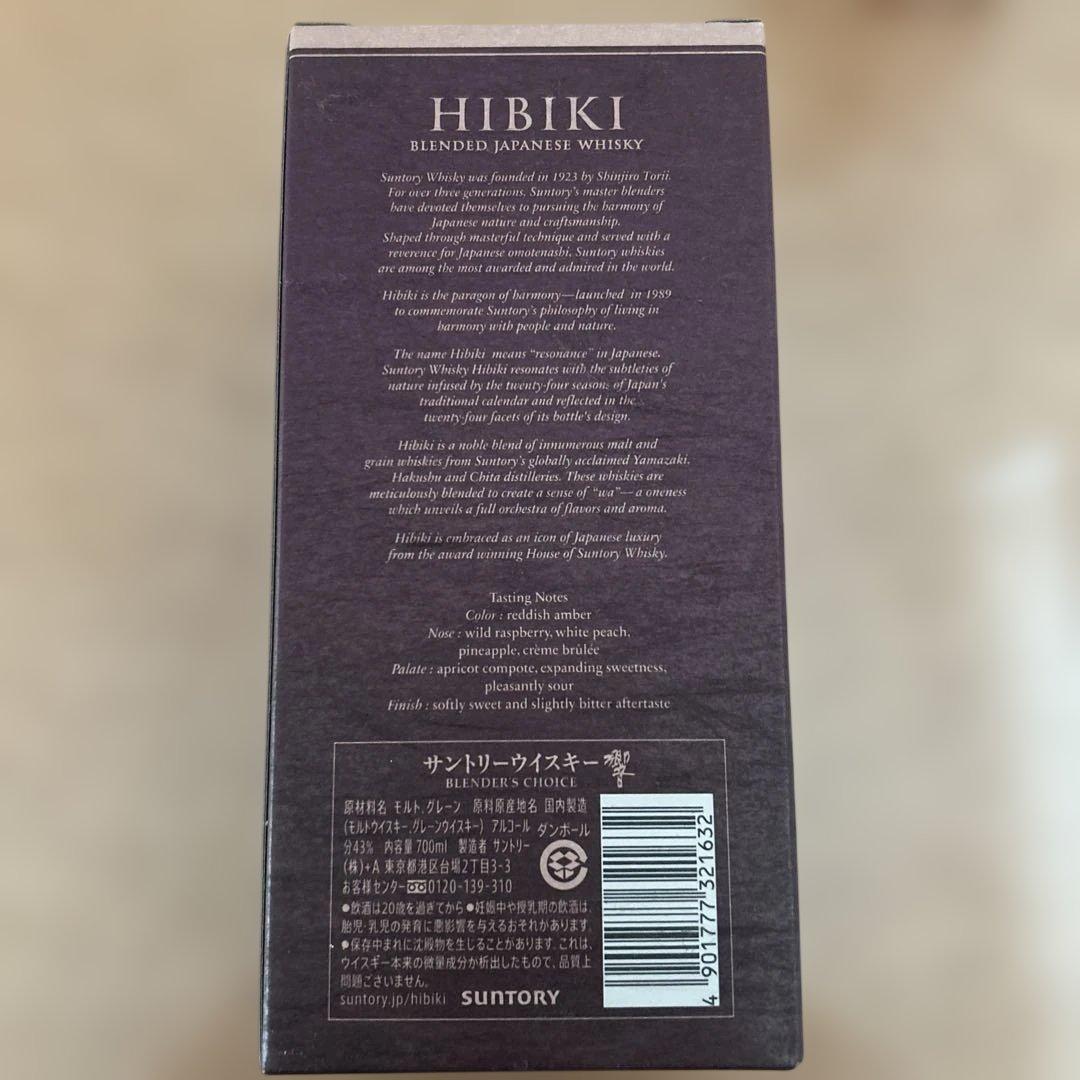 HIBIKI
BLENDED JAPANESE WHISKY
Suntory Whisky was founded in 1923 by Shinjiro Torii.
For over three generations, Suntory's master blenders
have devoted themselves to pursuing the harmony of
Japanese nature and craftsmanship.
Shaped through masterful technique and served with a
reverence for Japanese omotenashi, Suntory whiskies
are among the most awarded and admired in the world.
Hibiki is the paragon of harmony—launched in 1989
to commemorate Suntory's philosophy of living in
harmony with people and nature.
The name Hibiki means “resonance” in Japanese.
Suntory Whisky Hibiki resonates with the subtleties of
nature infused by the twenty-four seasons of Japan's
traditional calendar and reflected in the
twenty-four facets of its bottle's design.
Hibiki is a noble blend of innumerous malt and
grain whiskies from Suntory's globally acclaimed Yamazaki,
Hakushu and Chita distilleries. These whiskies are
meticulously blended to create a sense of “wa”— a oneness
which unveils a full orchestra of flavors and aroma.
Hibiki is embraced as an icon of Japanese luxury
from the award winning House of Suntory Whisky.
Tasting Notes
Color : reddish amber
Nose : wild raspberry, white peach,
pineapple, crème brûlée
Palate : apricot compote, expanding sweetness,
pleasantly sour
Finish : softly sweet and slightly bitter aftertaste
サントリーウイスキー 響
BLENDER'S CHOICE
原材料名 モルト、グレーン 原料原産地名 国内製造
(モルトウイスキー、グレーンウイスキー) アルコール
分43% 内容量700ml 製造者 サントリー
(株)+A 東京都港区台場2丁目3-3
お客様センター 0120-139-310
ダンボール
●飲酒は20歳を過ぎてから ●妊娠中や授乳期の飲酒は、
胎児・乳児の発育に悪影響を与えるおそれがあります。
●保存中まれに沈殿物を生じることがあります。これは、
ウイスキー本来の微量成分が析出したもので、品質上
問題ございません。
suntory.jp/hibiki SUNTORY
4 901777 321632